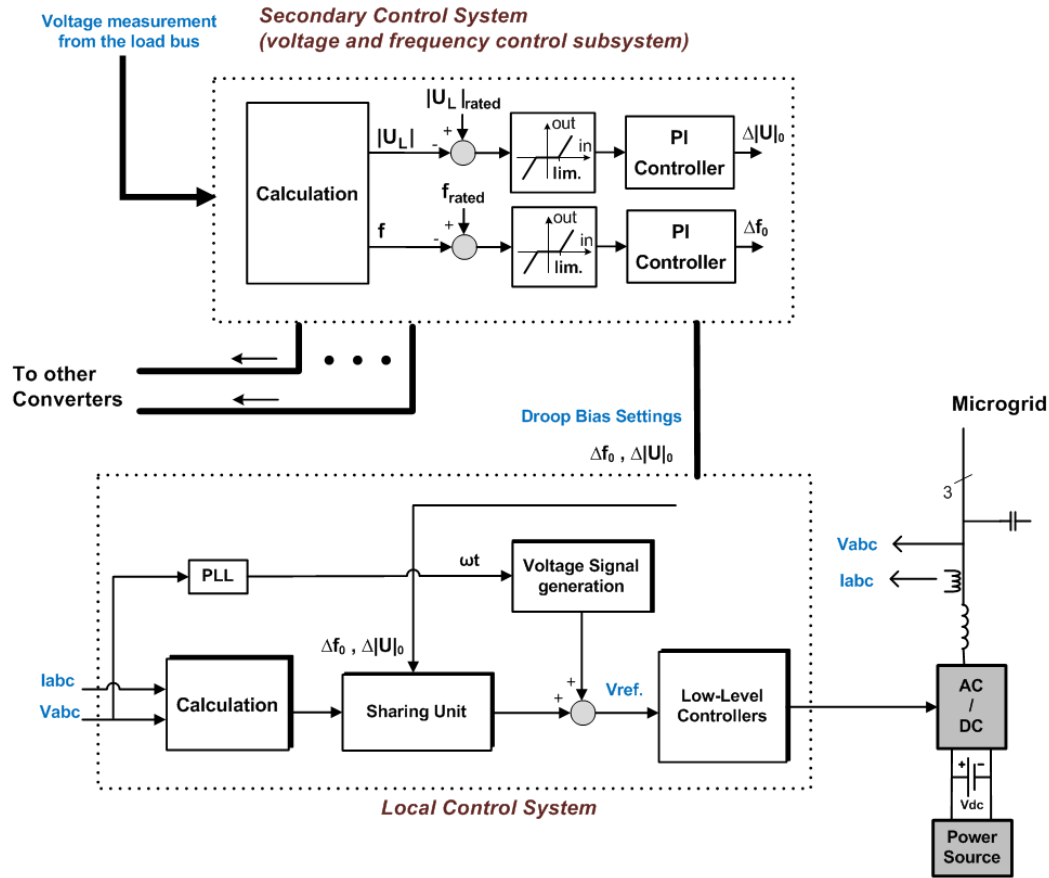 Voltage measurement
from the load bus
Secondary Control System
(voltage and frequency control subsystem)
Calculation
|U_L|
|U_L|rated
+
-
out
in
lim.
PI
Controller
Δ|U|₀
f
f_rated
+
-
out
in
lim.
PI
Controller
Δf₀
To other
Converters
Droop Bias Settings
Δf₀ , Δ|U|₀
Microgrid
3
Vabc
Iabc
PLL
ωt
Voltage Signal
generation
Δf₀ , Δ|U|₀
Iabc
Vabc
Calculation
Sharing Unit
+
+
Vref.
Low-Level
Controllers
AC
/
DC
+
-
Vdc
Power
Source
Local Control System